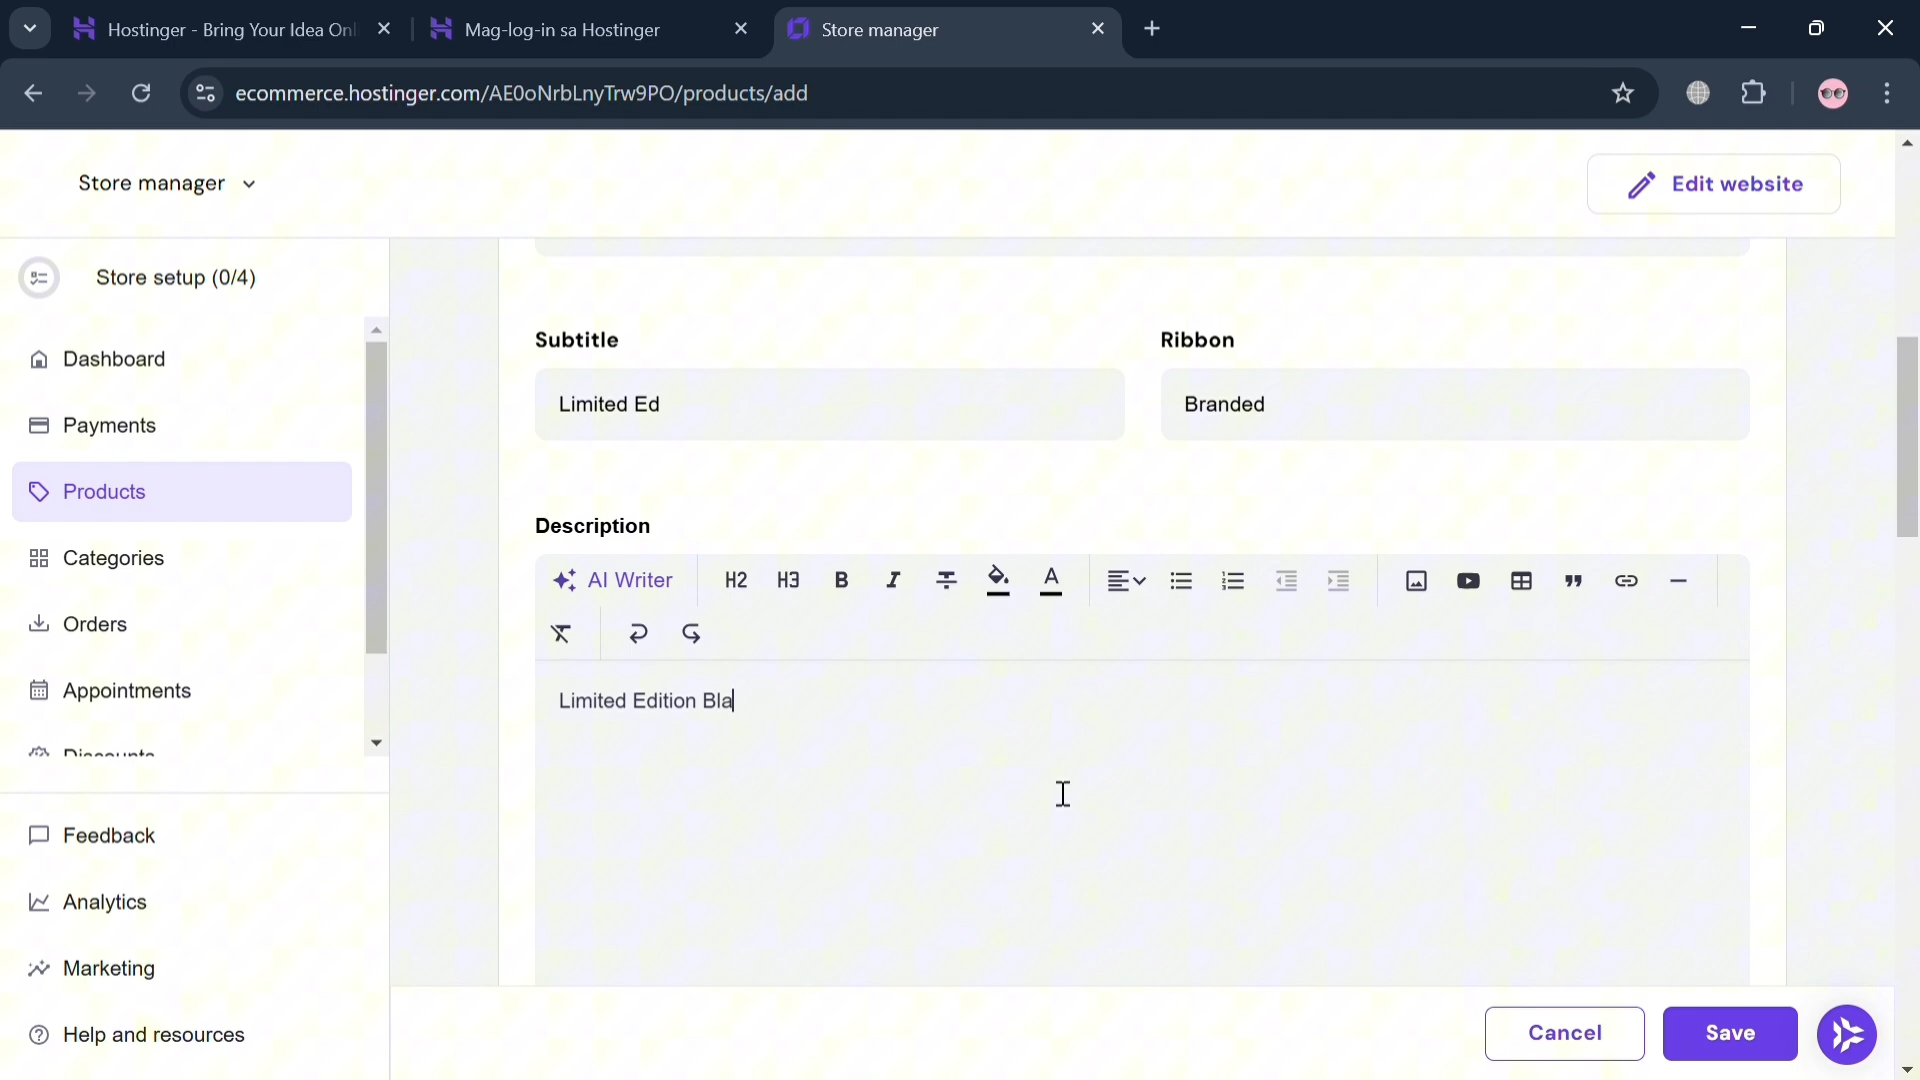 Hostinger - Bring Your Idea Onl
Mag-log-in sa Hostinger
Store manager
ecommerce.hostinger.com/AE0oNrbLnyTrw9PO/products/add
Store manager
Edit website
Store setup (0/4)
Dashboard
Payments
Products
Categories
Orders
Appointments
Discounts
Feedback
Analytics
Marketing
Help and resources
Subtitle
Ribbon
Limited Ed
Branded
Description
AI Writer
H2
H3
B
I
A
Limited Edition Bla
Cancel
Save